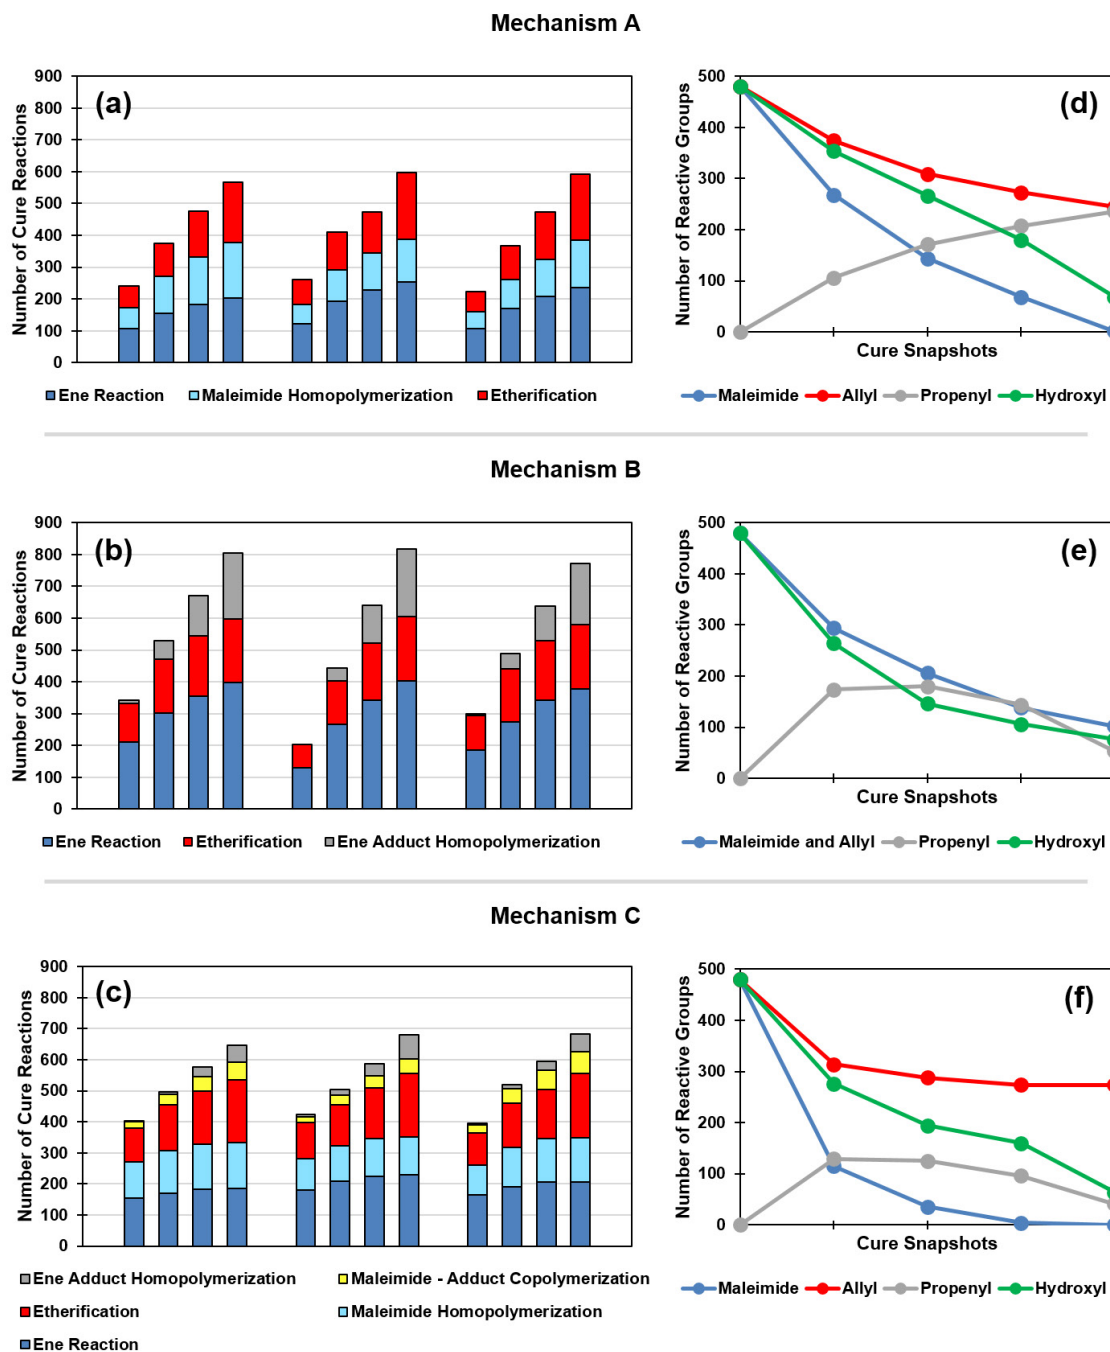 Mechanism A
(a)
Number of Cure Reactions
900
800
700
600
500
400
300
200
100
0
Ene Reaction Maleimide Homopolymerization Etherification
(d)
Number of Reactive Groups
500
400
300
200
100
0
Cure Snapshots
Maleimide Allyl Propenyl Hydroxyl
Mechanism B
(b)
Number of Cure Reactions
900
800
700
600
500
400
300
200
100
0
Ene Reaction Etherification Ene Adduct Homopolymerization
(e)
Number of Reactive Groups
500
400
300
200
100
0
Cure Snapshots
Maleimide and Allyl Propenyl Hydroxyl
Mechanism C
(c)
Number of Cure Reactions
900
800
700
600
500
400
300
200
100
0
Ene Adduct Homopolymerization Maleimide - Adduct Copolymerization
Etherification Maleimide Homopolymerization
Ene Reaction
(f)
Number of Reactive Groups
500
400
300
200
100
0
Cure Snapshots
Maleimide Allyl Propenyl Hydroxyl